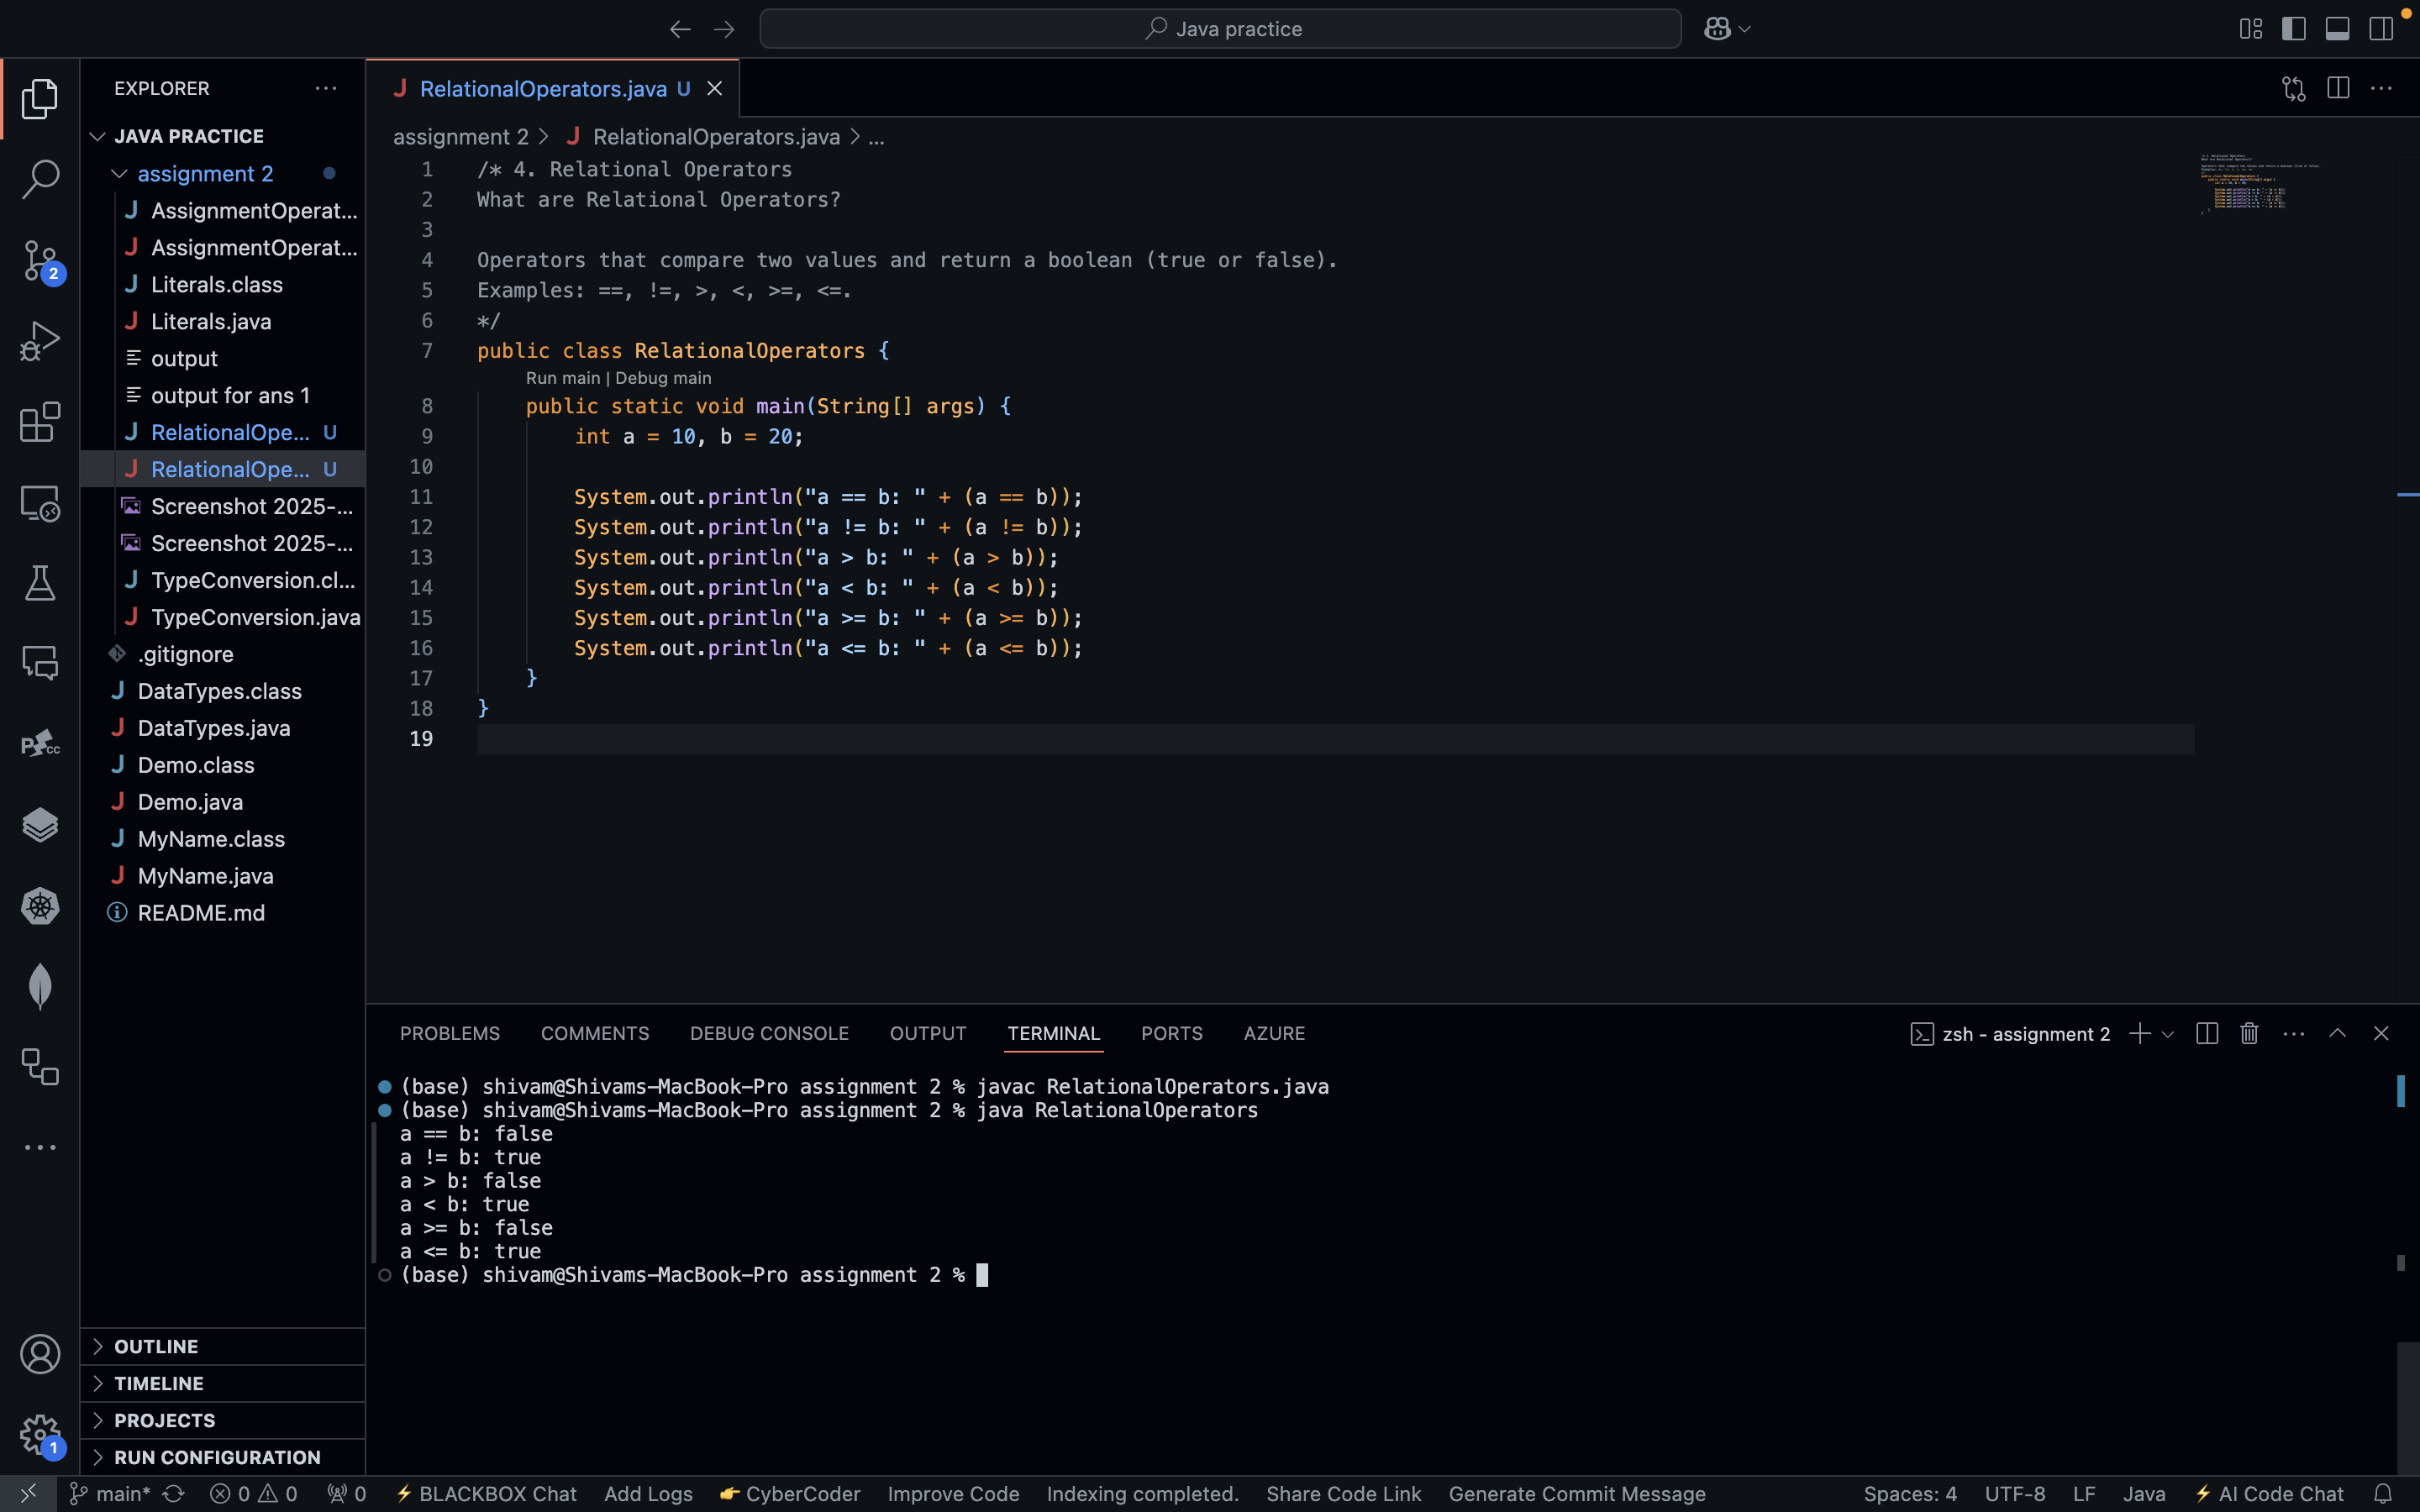 Java practice
EXPLORER
JAVA PRACTICE
assignment 2
AssignmentOperat...
AssignmentOperat...
Literals.class
Literals.java
output
output for ans 1
RelationalOpe... U
RelationalOpe... U
Screenshot 2025-...
Screenshot 2025-...
TypeConversion.cl...
TypeConversion.java
.gitignore
DataTypes.class
DataTypes.java
Demo.class
Demo.java
MyName.class
MyName.java
README.md
OUTLINE
TIMELINE
PROJECTS
RUN CONFIGURATION
2
1
RelationalOperators.java U
assignment 2 > RelationalOperators.java > ...
1 /* 4. Relational Operators
2 What are Relational Operators?
3
4 Operators that compare two values and return a boolean (true or false).
5 Examples: ==, !=, >, <, >=, <=.
6 */
7 public class RelationalOperators {
Run main | Debug main
8 public static void main(String[] args) {
9 int a = 10, b = 20;
10
11 System.out.println("a == b: " + (a == b));
12 System.out.println("a != b: " + (a != b));
13 System.out.println("a > b: " + (a > b));
14 System.out.println("a < b: " + (a < b));
15 System.out.println("a >= b: " + (a >= b));
16 System.out.println("a <= b: " + (a <= b));
17 }
18 }
19
PROBLEMS COMMENTS DEBUG CONSOLE OUTPUT TERMINAL PORTS AZURE
zsh - assignment 2
(base) shivam@Shivams-MacBook-Pro assignment 2 % javac RelationalOperators.java
(base) shivam@Shivams-MacBook-Pro assignment 2 % java RelationalOperators
a == b: false
a != b: true
a > b: false
a < b: true
a >= b: false
a <= b: true
(base) shivam@Shivams-MacBook-Pro assignment 2 %
main* 0 0 0 BLACKBOX Chat Add Logs CyberCoder Improve Code Indexing completed. Share Code Link Generate Commit Message Spaces: 4 UTF-8 LF Java AI Code Chat